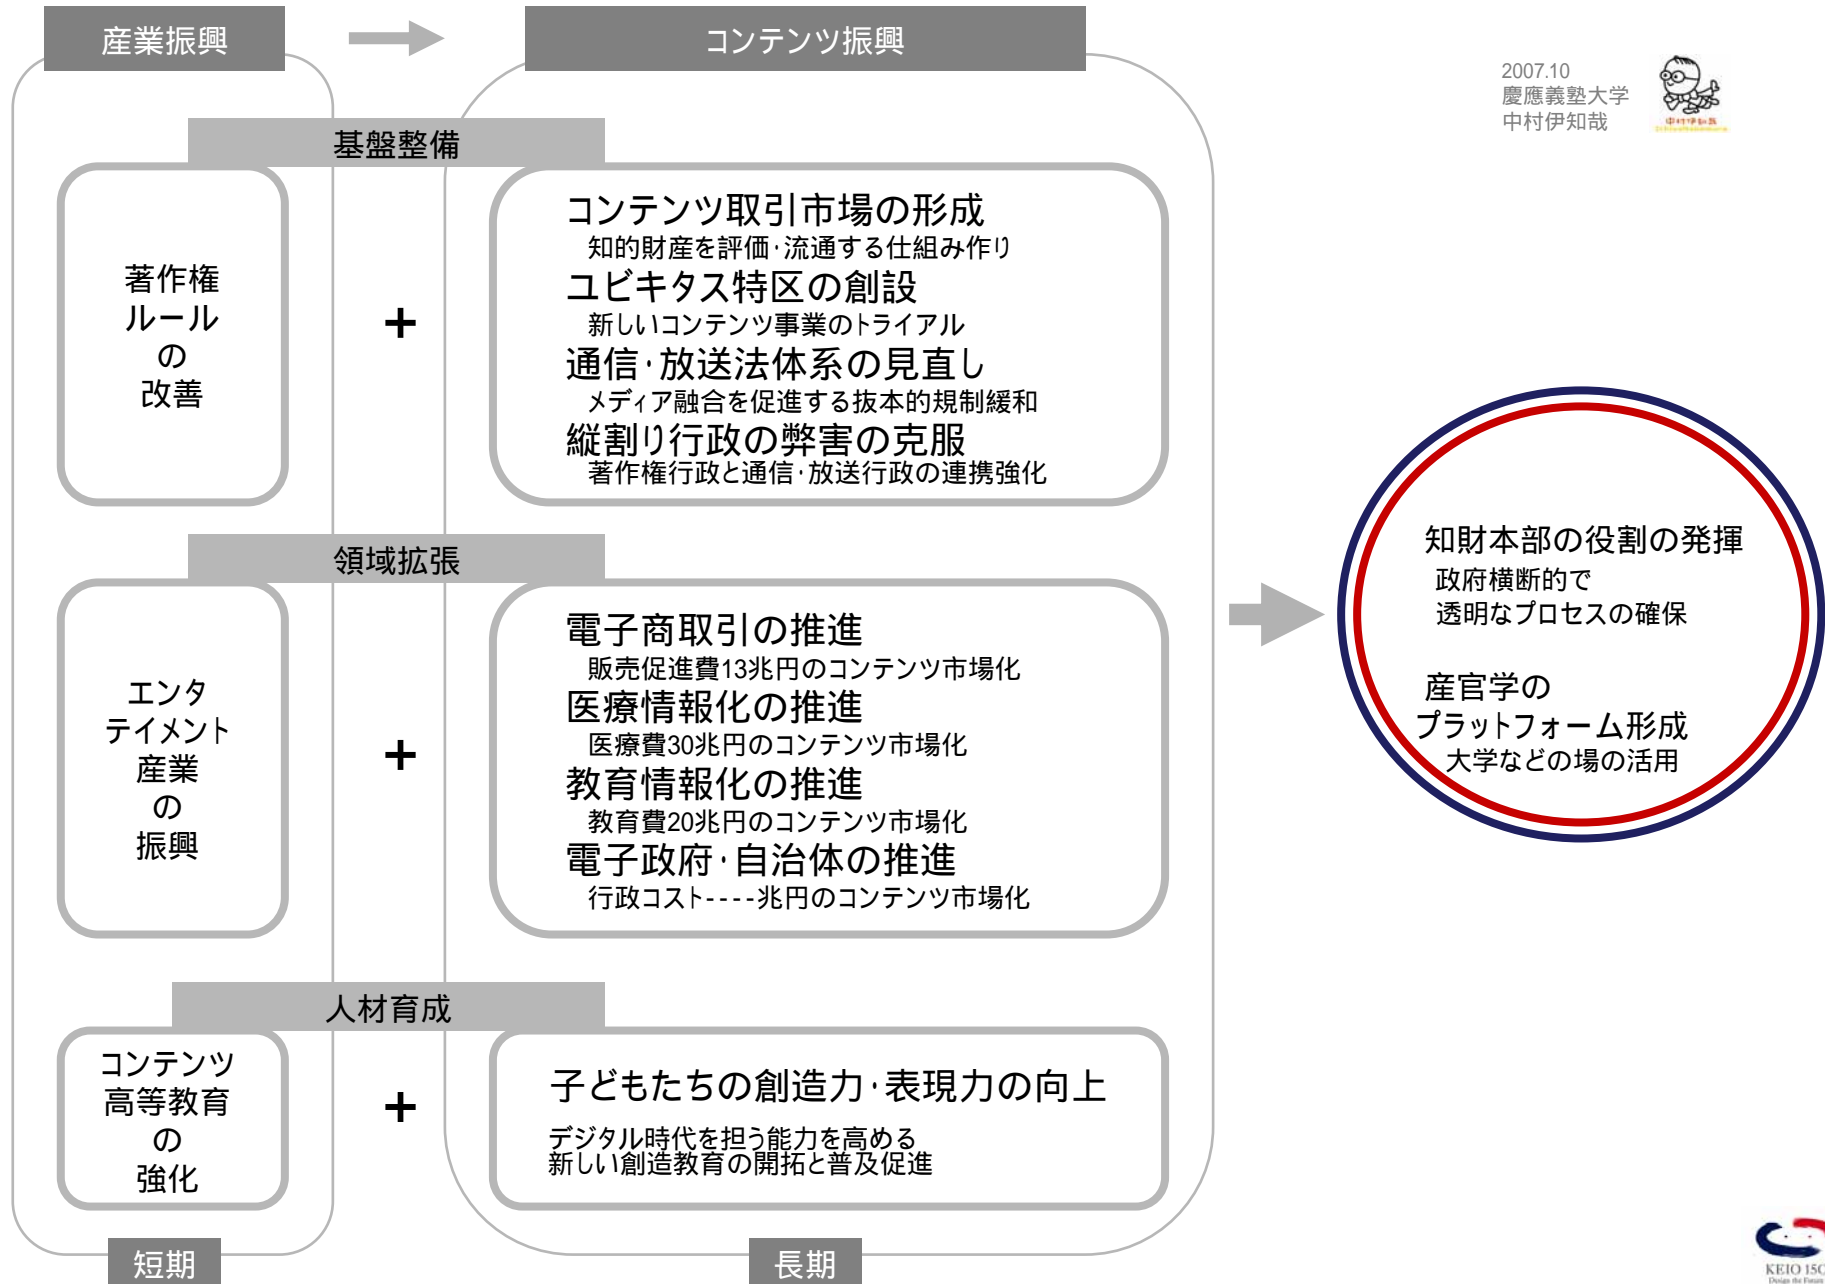 産業振興
コンテンツ振興
2007.10
慶應義塾大学
中村伊知哉
中村伊知哉
基盤整備
著作権
ルール
の
改善
+
コンテンツ取引市場の形成
知的財産を評価・流通する仕組み作り
ユビキタス特区の創設
新しいコンテンツ事業のトライアル
通信・放送法体系の見直し
メディア融合を促進する抜本的規制緩和
縦割り行政の弊害の克服
著作権行政と通信・放送行政の連携強化
領域拡張
エンタ
テイメント
産業
の
振興
+
電子商取引の推進
販売促進費13兆円のコンテンツ市場化
医療情報化の推進
医療費30兆円のコンテンツ市場化
教育情報化の推進
教育費20兆円のコンテンツ市場化
電子政府・自治体の推進
行政コスト----兆円のコンテンツ市場化
知財本部の役割の発揮
政府横断的で
透明なプロセスの確保
産官学の
プラットフォーム形成
大学などの場の活用
人材育成
コンテンツ
高等教育
の
強化
+
子どもたちの創造力・表現力の向上
デジタル時代を担う能力を高める
新しい創造教育の開拓と普及促進
短期
長期
KEIO 150
Design the Future